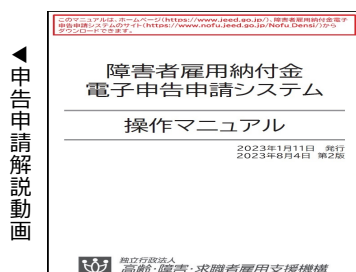 このマニュアルは、ホームページ(https://www.jeed.go.jp/)、障害者雇用納付金電子
申告申請システムのサイト(https://www.nofu.jeed.go.jp/Nofu_Densi/)から
ダウンロードできます。
障害者雇用納付金
電子申告申請システム
操作マニュアル
2023年1月11日 発行
2023年8月4日 第2版
独立行政法人
高齢・障害・求職者雇用支援機構
◀申告申請解説動画